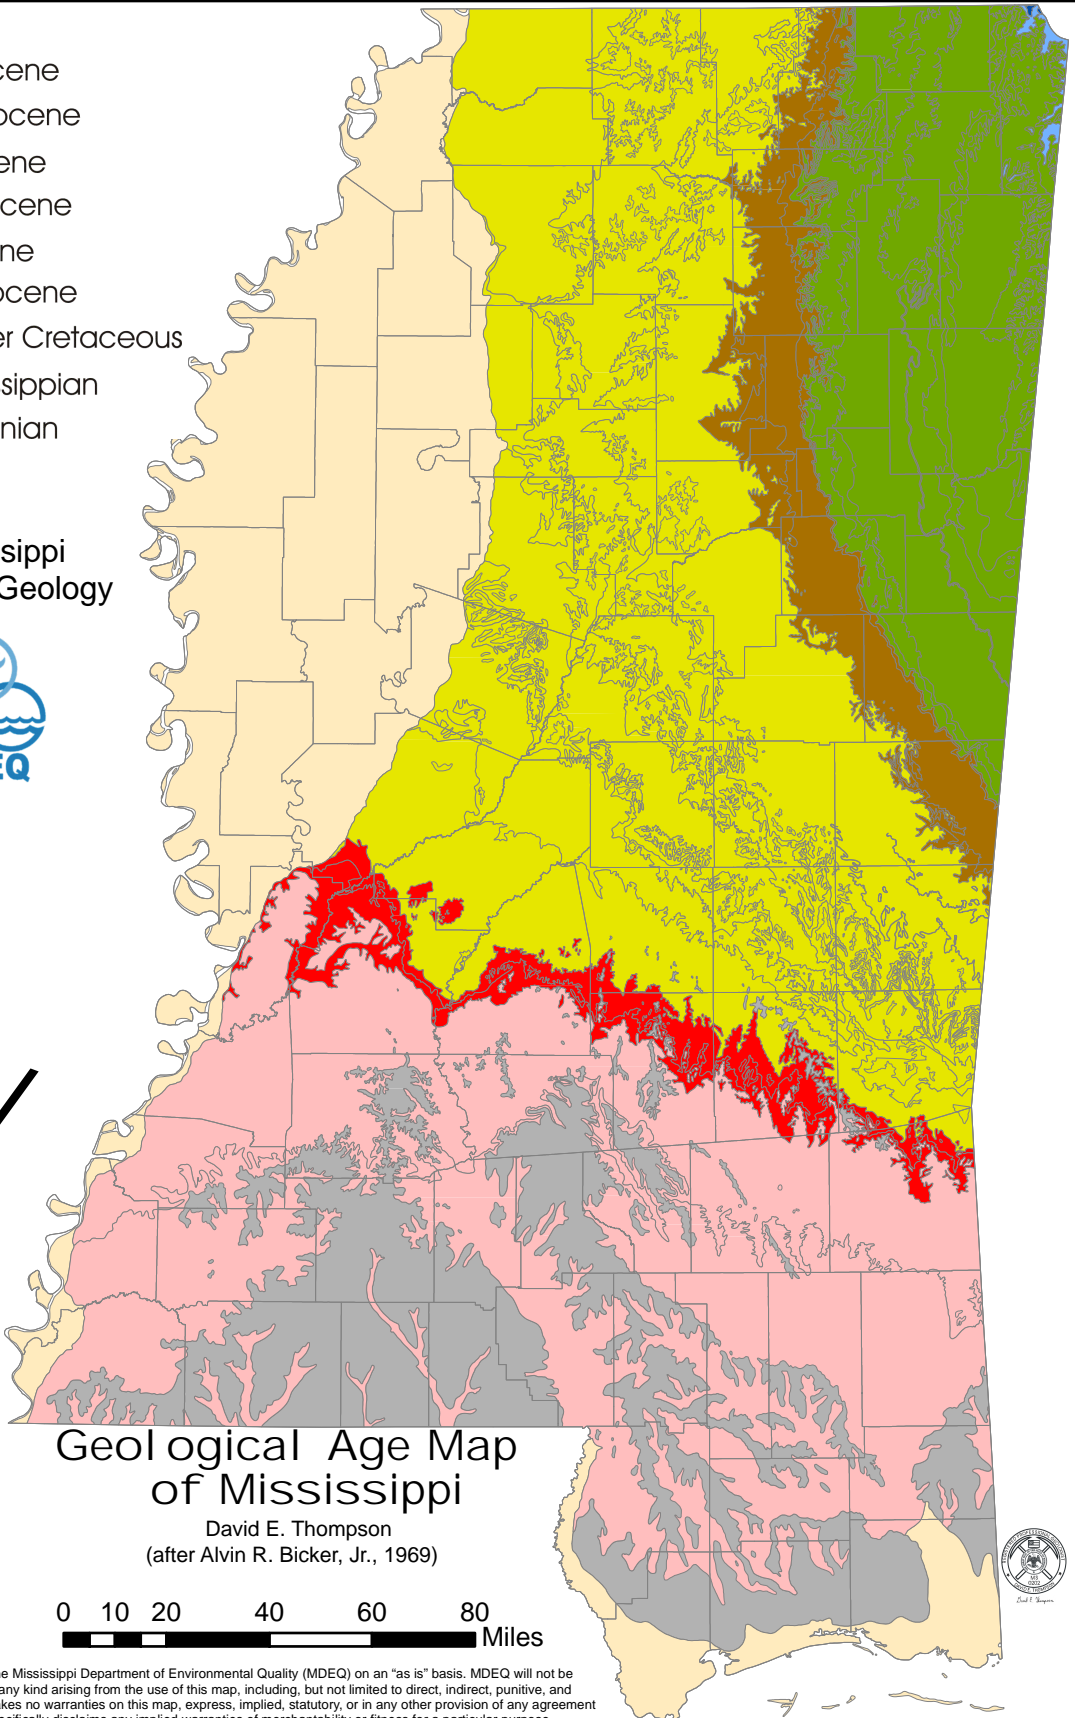 cene
ocene
ene
cene
ne
ocene
er Cretaceous
ssippian
nian
sippi
Geology
EQ
Geological Age Map
of Mississippi
David E. Thompson
(after Alvin R. Bicker, Jr., 1969)
0 10 20 40 60 80
Miles
he Mississippi Department of Environmental Quality (MDEQ) on an “as is” basis. MDEQ will not be
any kind arising from the use of this map, including, but not limited to direct, indirect, punitive, and
akes no warranties on this map, express, implied, statutory, or in any other provision of any agreement